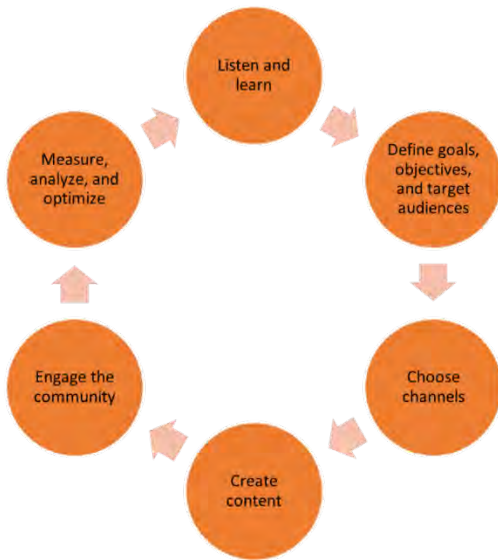 Listen and
learn
Define goals,
objectives,
and target
audiences
Choose
channels
Create
content
Engage the
community
Measure,
analyze, and
optimize